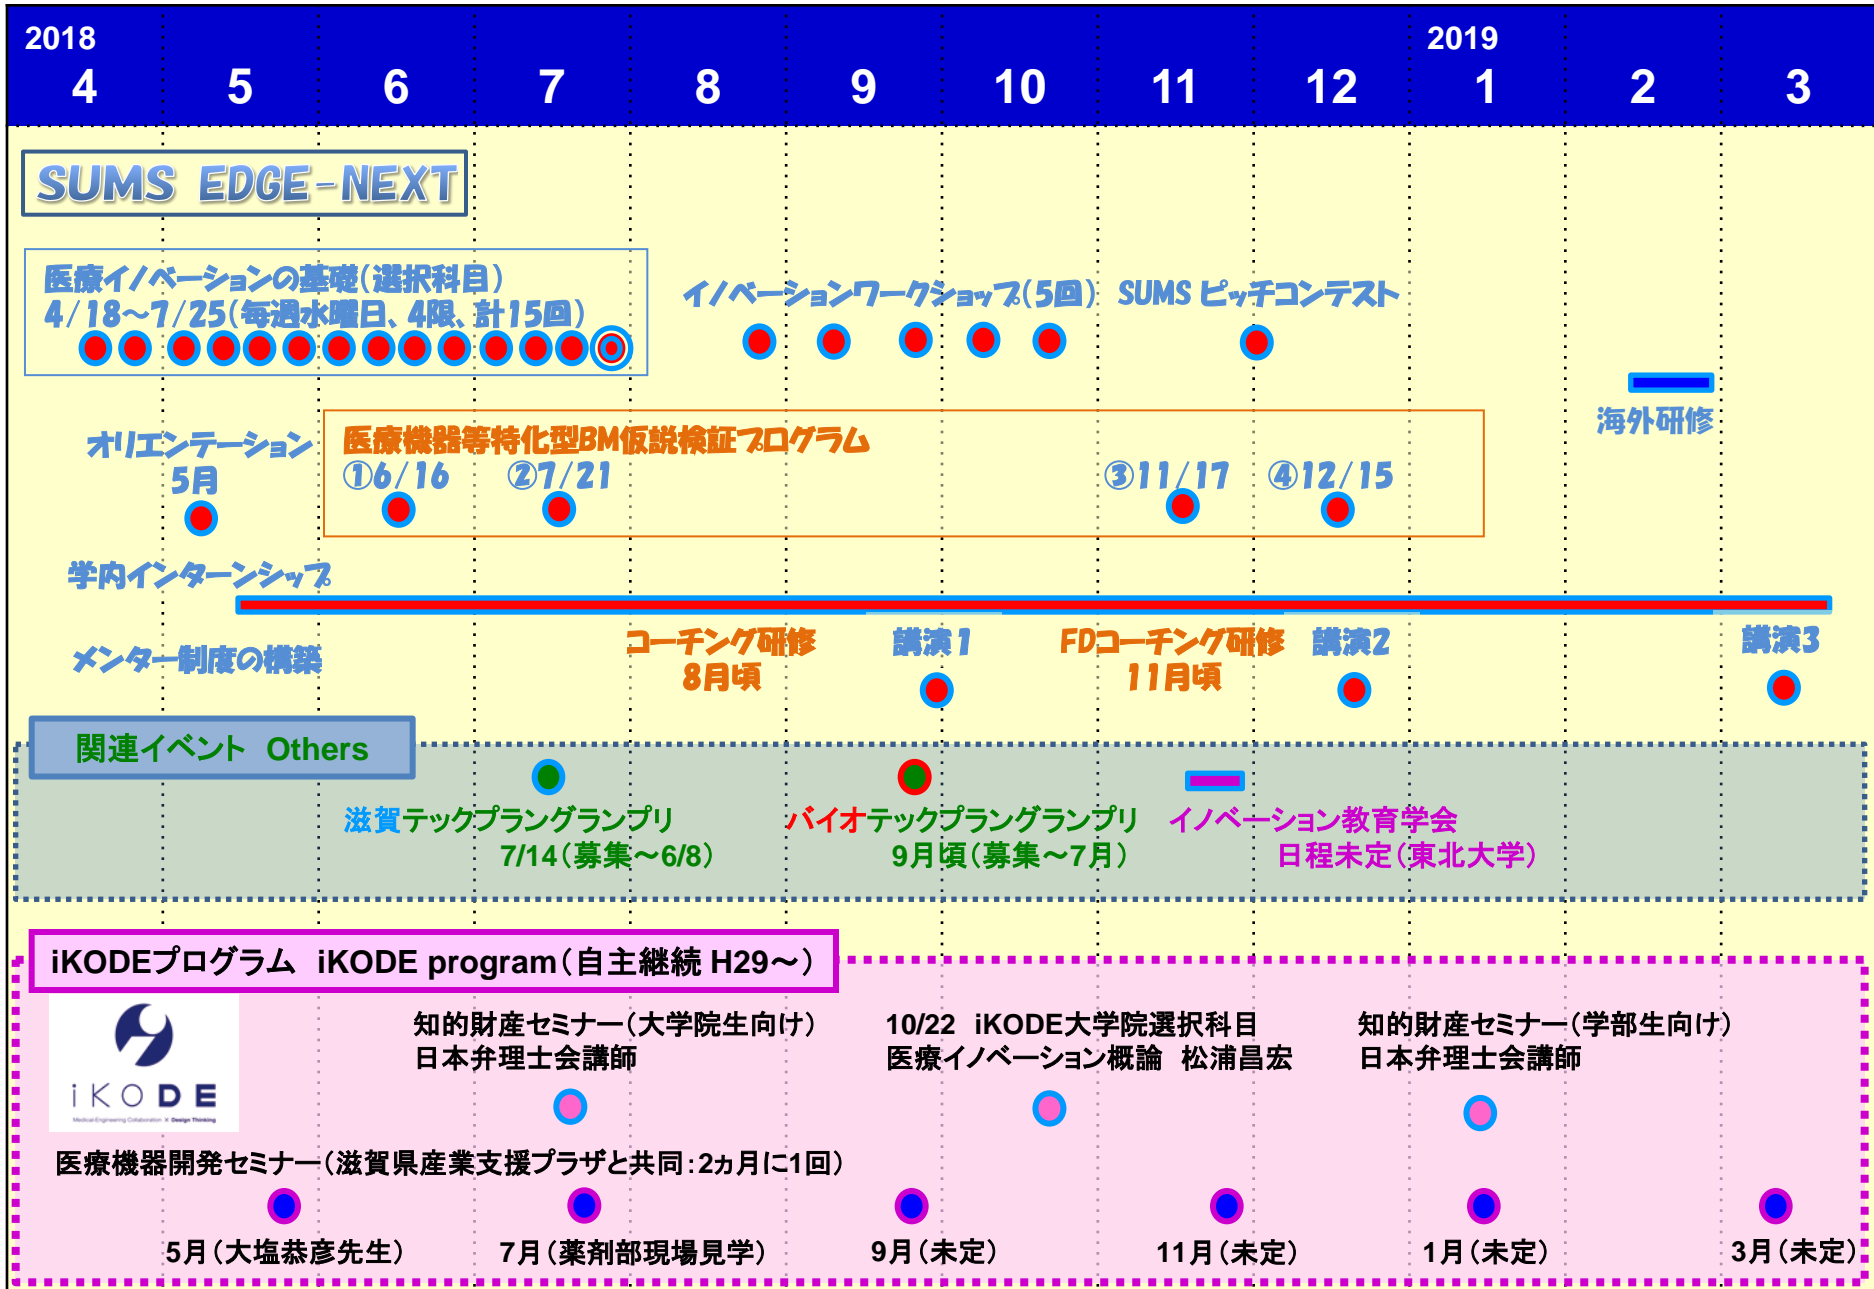 2018
2019
4 5 6 7 8 9 10 11 12 1 2 3
SUMS EDGE-NEXT
医療イノベーションの基礎(選択科目)
4/18～7/25(毎週水曜日、4限、計15回)
イノベーションワークショップ(5回)
SUMS ピッチコンテスト
海外研修
オリエンテーション
5月
医療機器等特化型BM仮説検証プログラム
①6/16
②7/21
③11/17
④12/15
学内インターンシップ
メンター制度の構築
コーチング研修
8月頃
講演1
FDコーチング研修
11月頃
講演2
講演3
関連イベント Others
滋賀テックプラングランプリ
7/14(募集～6/8)
バイオテックプラングランプリ
9月頃(募集～7月)
イノベーション教育学会
日程未定(東北大学)
iKODEプログラム iKODE program(自主継続 H29～)
iKODE
Medical-Engineering Collaboration × Design Thinking
知的財産セミナー(大学院生向け)
日本弁理士会講師
10/22 iKODE大学院選択科目
医療イノベーション概論 松浦昌宏
知的財産セミナー(学部生向け)
日本弁理士会講師
医療機器開発セミナー(滋賀県産業支援プラザと共同:2ヵ月に1回)
5月(大塩恭彦先生)
7月(薬剤部現場見学)
9月(未定)
11月(未定)
1月(未定)
3月(未定)